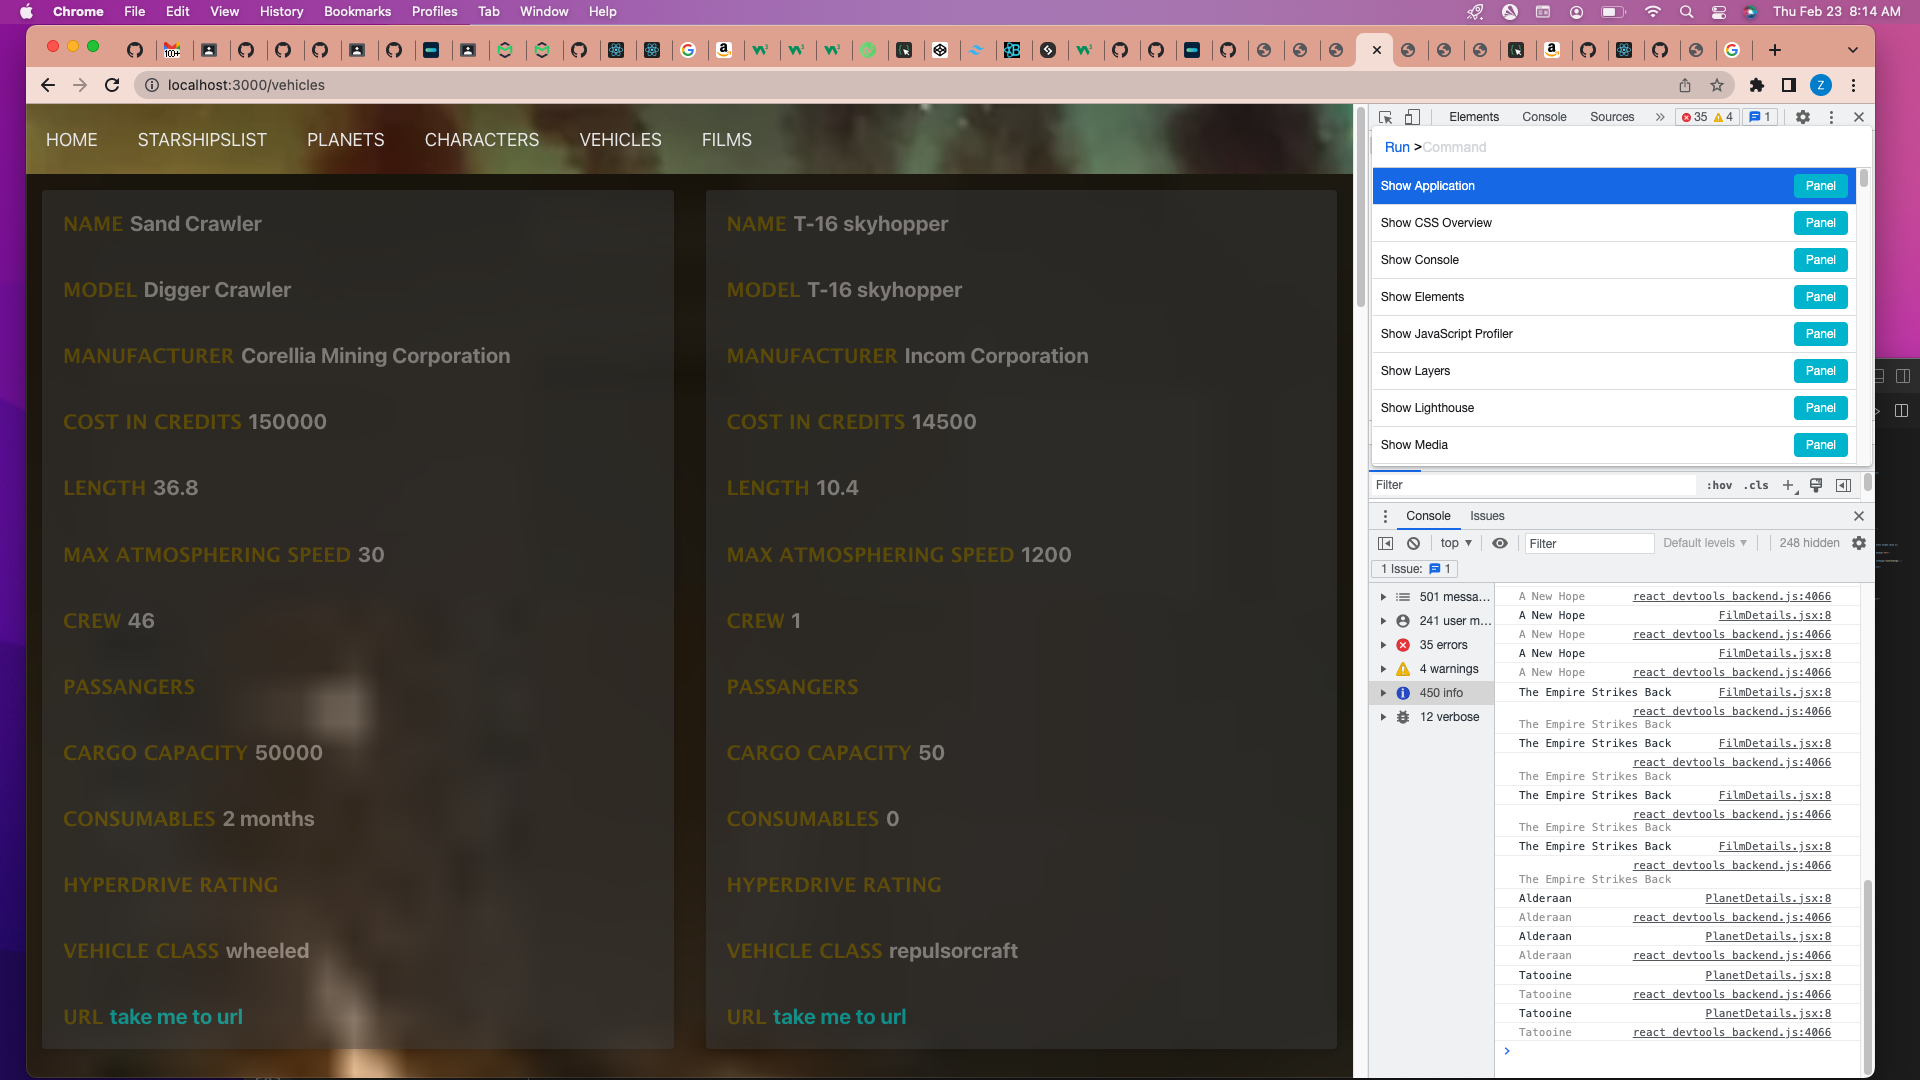 Chrome File Edit View History Bookmarks Profiles Tab Window Help Thu Feb 23 8:14 AM
100+
localhost:3000/vehicles Z
HOME STARSHIPSLIST PLANETS CHARACTERS VEHICLES FILMS
NAME Sand Crawler
MODEL Digger Crawler
MANUFACTURER Corellia Mining Corporation
COST IN CREDITS 150000
LENGTH 36.8
MAX ATMOSPHERING SPEED 30
CREW 46
PASSANGERS
CARGO CAPACITY 50000
CONSUMABLES 2 months
HYPERDRIVE RATING
VEHICLE CLASS wheeled
URL take me to url
NAME T-16 skyhopper
MODEL T-16 skyhopper
MANUFACTURER Incom Corporation
COST IN CREDITS 14500
LENGTH 10.4
MAX ATMOSPHERING SPEED 1200
CREW 1
PASSANGERS
CARGO CAPACITY 50
CONSUMABLES 0
HYPERDRIVE RATING
VEHICLE CLASS repulsorcraft
URL take me to url
Elements Console Sources » 35 4 1
Run >Command
Show Application Panel
Show CSS Overview Panel
Show Console Panel
Show Elements Panel
Show JavaScript Profiler Panel
Show Layers Panel
Show Lighthouse Panel
Show Media Panel
Filter :hov .cls +
Console Issues
top ▼ Filter Default levels ▼ 248 hidden
1 Issue: 1
501 messa...
241 user m...
35 errors
4 warnings
450 info
12 verbose
A New Hope react_devtools_backend.js:4066
A New Hope FilmDetails.jsx:8
A New Hope react_devtools_backend.js:4066
A New Hope FilmDetails.jsx:8
A New Hope react_devtools_backend.js:4066
The Empire Strikes Back FilmDetails.jsx:8
react_devtools_backend.js:4066
The Empire Strikes Back
The Empire Strikes Back FilmDetails.jsx:8
react_devtools_backend.js:4066
The Empire Strikes Back
The Empire Strikes Back FilmDetails.jsx:8
react_devtools_backend.js:4066
The Empire Strikes Back
The Empire Strikes Back FilmDetails.jsx:8
react_devtools_backend.js:4066
The Empire Strikes Back
Alderaan PlanetDetails.jsx:8
Alderaan react_devtools_backend.js:4066
Alderaan PlanetDetails.jsx:8
Alderaan react_devtools_backend.js:4066
Tatooine PlanetDetails.jsx:8
Tatooine react_devtools_backend.js:4066
Tatooine PlanetDetails.jsx:8
Tatooine react_devtools_backend.js:4066